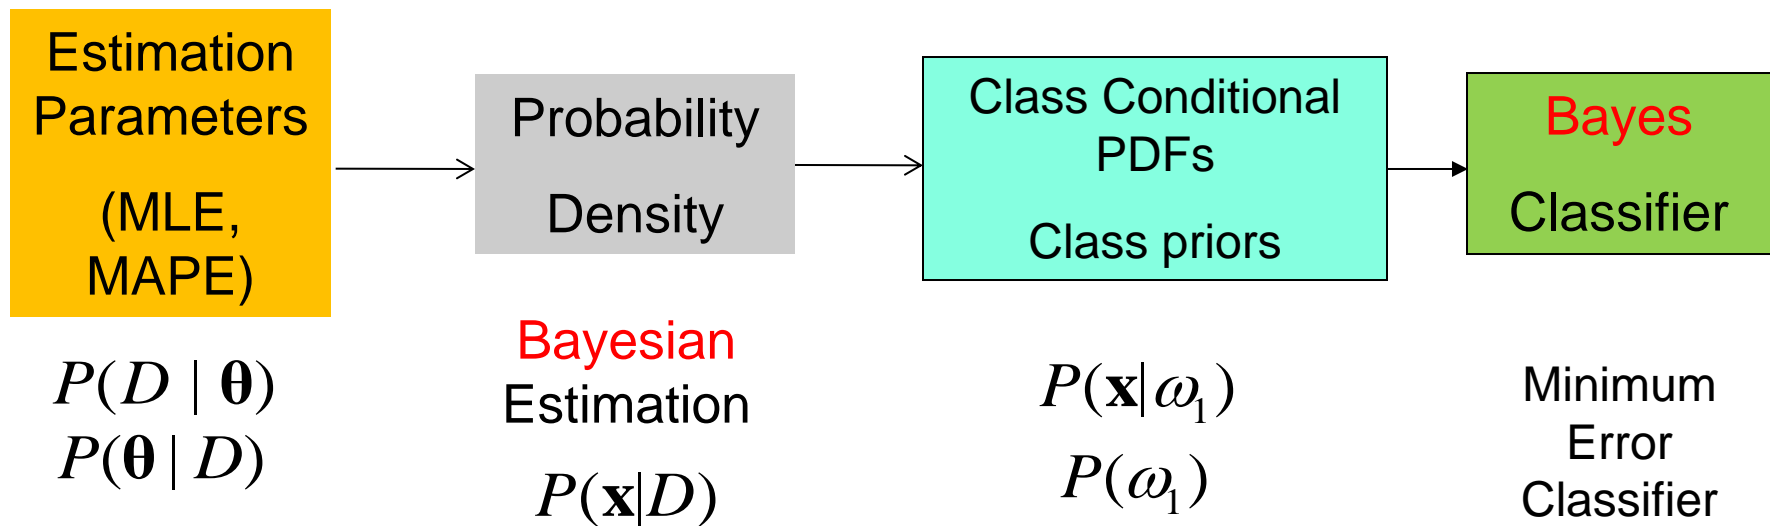 Estimation
Parameters
(MLE,
MAPE)
P(D | θ)
P(θ | D)
Probability
Density
Bayesian
Estimation
P(x|D)
Class Conditional
PDFs
Class priors
P(x|ω₁)
P(ω₁)
Bayes
Classifier
Minimum
Error
Classifier